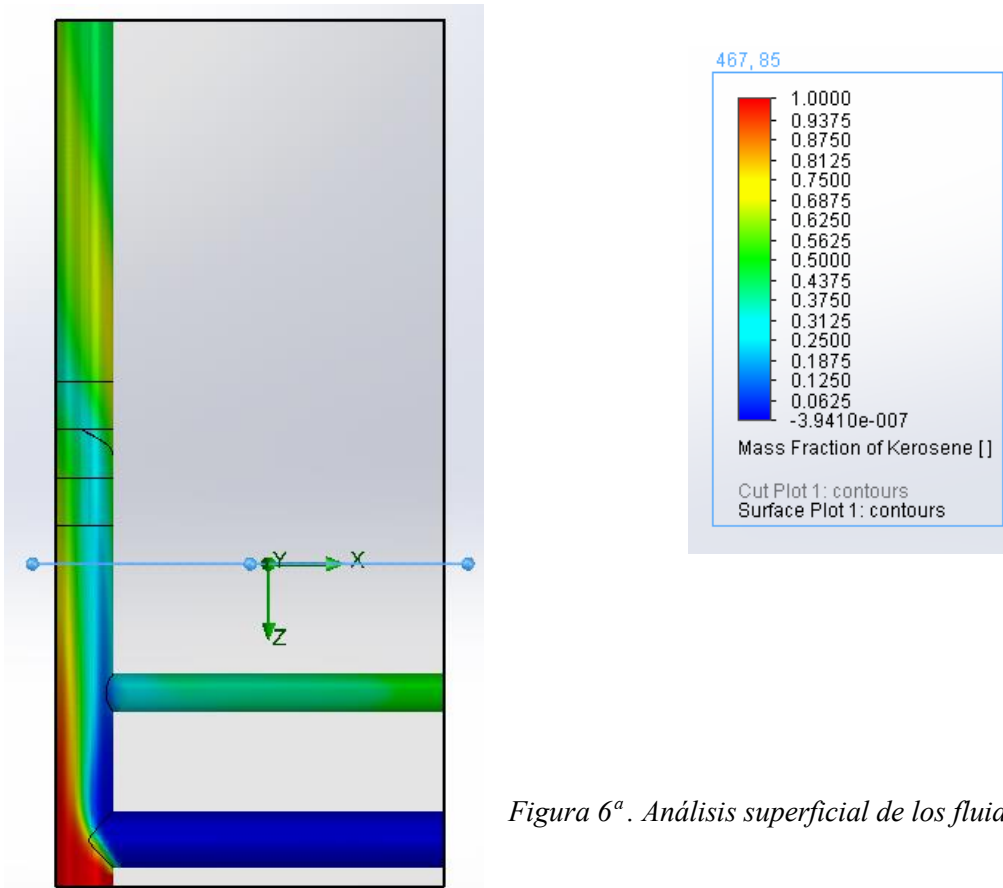 467, 85
1.0000
0.9375
0.8750
0.8125
0.7500
0.6875
0.6250
0.5625
0.5000
0.4375
0.3750
0.3125
0.2500
0.1875
0.1250
0.0625
-3.9410e-007
Mass Fraction of Kerosene [ ]
Cut Plot 1: contours
Surface Plot 1: contours
Y
X
Z
Figura 6ª . Análisis superficial de los fluid